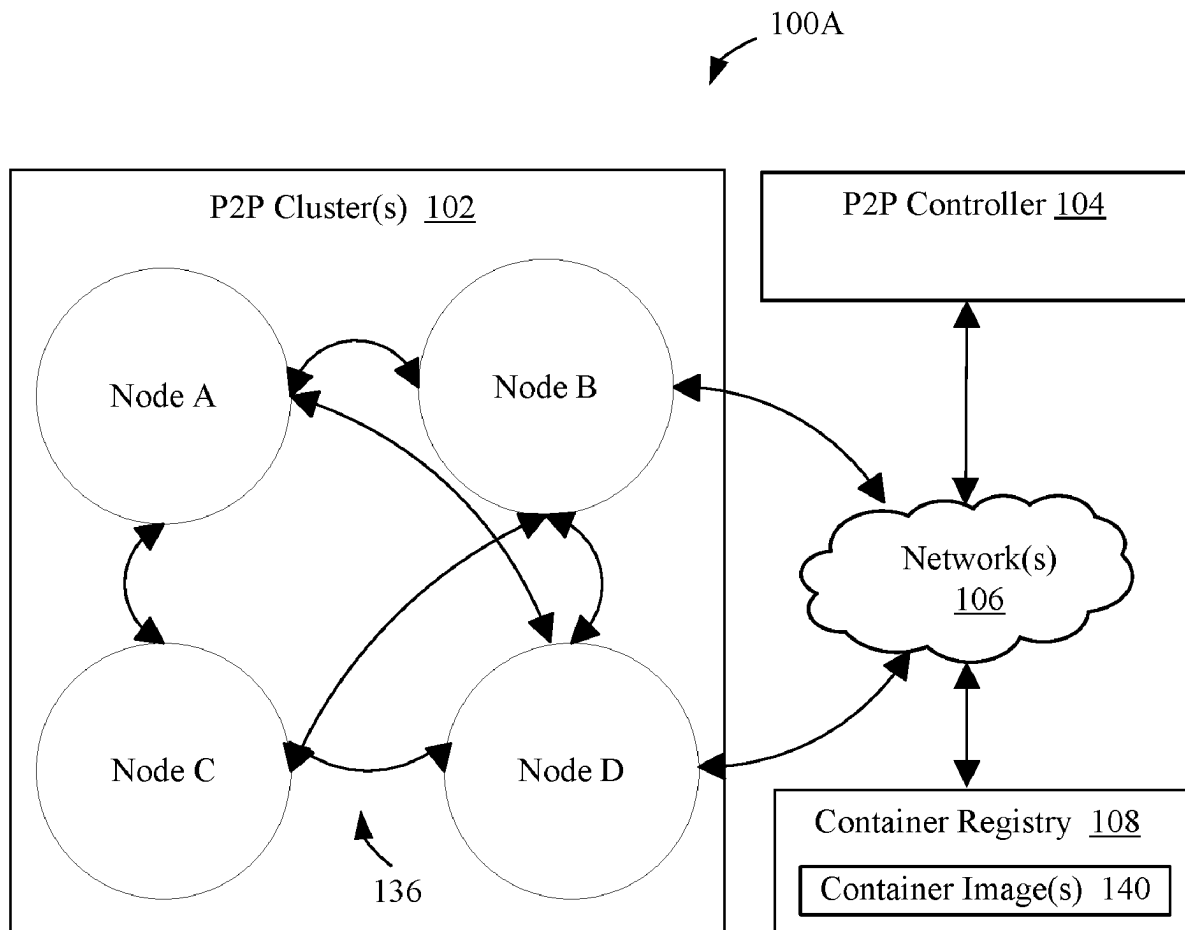 100A
P2P Cluster(s) 102
P2P Controller 104
Node A
Node B
Network(s)
106
Node C
Node D
Container Registry 108
136
Container Image(s) 140